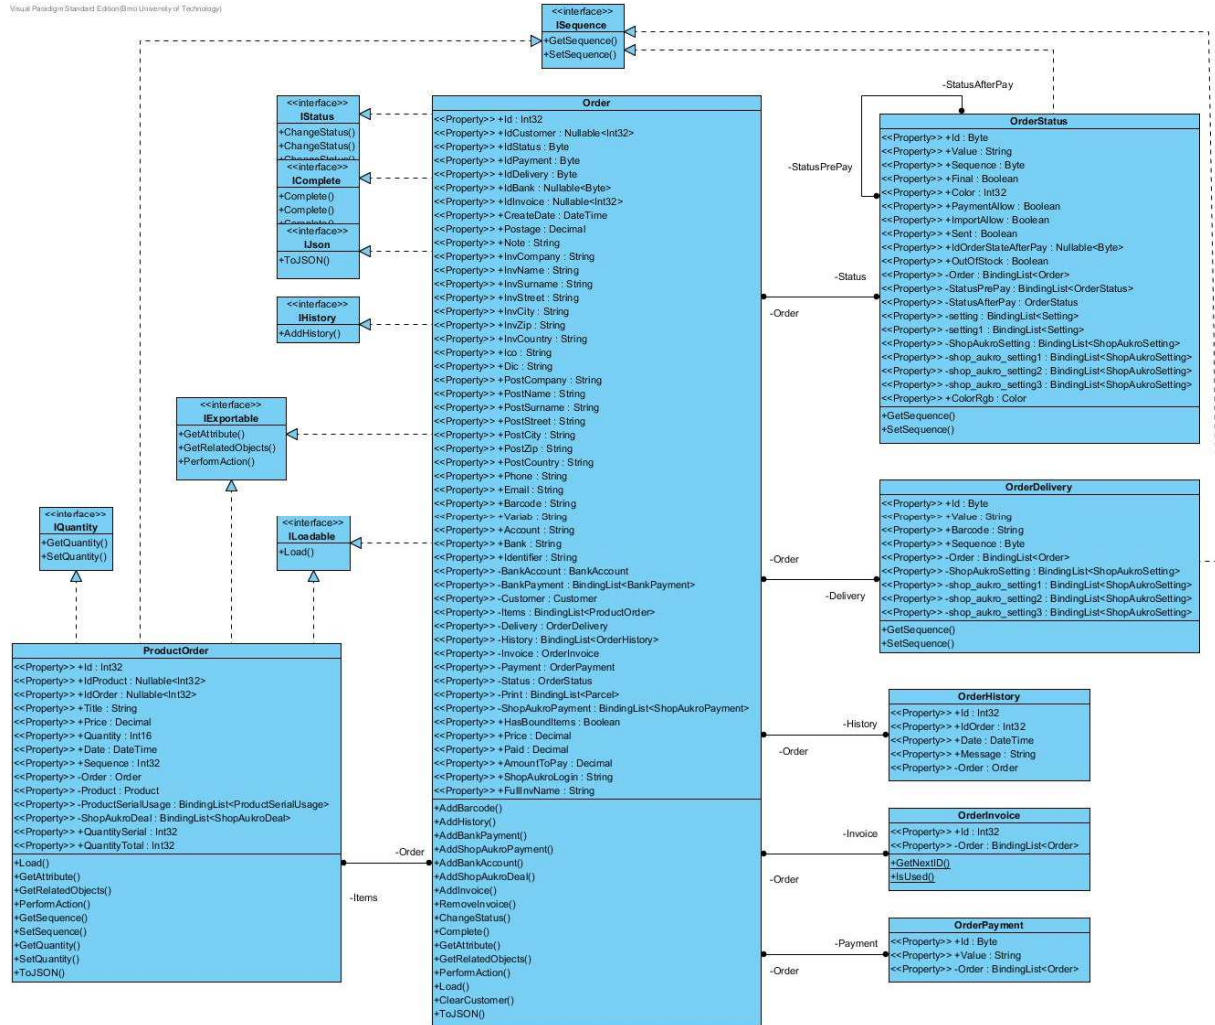 Visual Paradigm Standard Edition(Brno University of Technology)
<<interface>>
ISequence
+GetSequence()
+SetSequence()
<<interface>>
IStatus
+ChangeStatus()
+ChangeStatus()
+ChangeStatus()
<<interface>>
IComplete
+Complete()
+Complete()
+Complete()
<<interface>>
IJson
+ToJSON()
<<interface>>
IHistory
+AddHistory()
<<interface>>
IExportable
+GetAttribute()
+GetRelatedObjects()
+PerformAction()
<<interface>>
IQuantity
+GetQuantity()
+SetQuantity()
<<interface>>
ILoadable
+Load()
Order
<<Property>> +Id : Int32
<<Property>> +IdCustomer : Nullable<Int32>
<<Property>> +IdStatus : Byte
<<Property>> +IdPayment : Byte
<<Property>> +IdDelivery : Byte
<<Property>> +IdBank : Nullable<Byte>
<<Property>> +IdInvoice : Nullable<Int32>
<<Property>> +CreateDate : DateTime
<<Property>> +Postage : Decimal
<<Property>> +Note : String
<<Property>> +InvCompany : String
<<Property>> +InvName : String
<<Property>> +InvSurname : String
<<Property>> +InvStreet : String
<<Property>> +InvCity : String
<<Property>> +InvZip : String
<<Property>> +InvCountry : String
<<Property>> +Ico : String
<<Property>> +Dic : String
<<Property>> +PostCompany : String
<<Property>> +PostName : String
<<Property>> +PostSurname : String
<<Property>> +PostStreet : String
<<Property>> +PostCity : String
<<Property>> +PostZip : String
<<Property>> +PostCountry : String
<<Property>> +Phone : String
<<Property>> +Email : String
<<Property>> +Barcode : String
<<Property>> +Variab : String
<<Property>> +Account : String
<<Property>> +Bank : String
<<Property>> +Identifier : String
<<Property>> -BankAccount : BankAccount
<<Property>> -BankPayment : BindingList<BankPayment>
<<Property>> -Customer : Customer
<<Property>> -Items : BindingList<ProductOrder>
<<Property>> -Delivery : OrderDelivery
<<Property>> -History : BindingList<OrderHistory>
<<Property>> -Invoice : OrderInvoice
<<Property>> -Payment : OrderPayment
<<Property>> -Status : OrderStatus
<<Property>> -Print : BindingList<Parcel>
<<Property>> -ShopAukroPayment : BindingList<ShopAukroPayment>
<<Property>> +HasBoundItems : Boolean
<<Property>> +Price : Decimal
<<Property>> +Paid : Decimal
<<Property>> +AmountToPay : Decimal
<<Property>> +ShopAukroLogin : String
<<Property>> +FullInvName : String
+AddBarcode()
+AddHistory()
+AddBankPayment()
+AddShopAukroPayment()
+AddBankAccount()
+AddShopAukroDeal()
+AddInvoice()
+RemoveInvoice()
+ChangeStatus()
+Complete()
+GetAttribute()
+GetRelatedObjects()
+PerformAction()
+Load()
+ClearCustomer()
+ToJSON()
ProductOrder
<<Property>> +Id : Int32
<<Property>> +IdProduct : Nullable<Int32>
<<Property>> +IdOrder : Nullable<Int32>
<<Property>> +Title : String
<<Property>> +Price : Decimal
<<Property>> +Quantity : Int16
<<Property>> +Date : DateTime
<<Property>> +Sequence : Int32
<<Property>> -Order : Order
<<Property>> -Product : Product
<<Property>> -ProductSerialUsage : BindingList<ProductSerialUsage>
<<Property>> -ShopAukroDeal : BindingList<ShopAukroDeal>
<<Property>> +QuantitySerial : Int32
<<Property>> +QuantityTotal : Int32
+Load()
+GetAttribute()
+GetRelatedObjects()
+PerformAction()
+GetSequence()
+SetSequence()
+GetQuantity()
+SetQuantity()
+ToJSON()
-Order
-Items
-StatusAfterPay
-StatusPrePay
OrderStatus
<<Property>> +Id : Byte
<<Property>> +Value : String
<<Property>> +Sequence : Byte
<<Property>> +Final : Boolean
<<Property>> +Color : Int32
<<Property>> +PaymentAllow : Boolean
<<Property>> +ImportAllow : Boolean
<<Property>> +Sent : Boolean
<<Property>> +IdOrderStateAfterPay : Nullable<Byte>
<<Property>> +OutOfStock : Boolean
<<Property>> -Order : BindingList<Order>
<<Property>> -StatusPrePay : BindingList<OrderStatus>
<<Property>> -StatusAfterPay : OrderStatus
<<Property>> -setting : BindingList<Setting>
<<Property>> -setting1 : BindingList<Setting>
<<Property>> -ShopAukroSetting : BindingList<ShopAukroSetting>
<<Property>> -shop_aukro_setting1 : BindingList<ShopAukroSetting>
<<Property>> -shop_aukro_setting2 : BindingList<ShopAukroSetting>
<<Property>> -shop_aukro_setting3 : BindingList<ShopAukroSetting>
<<Property>> +ColorRgb : Color
+GetSequence()
+SetSequence()
-Status
-Order
OrderDelivery
<<Property>> +Id : Byte
<<Property>> +Value : String
<<Property>> +Barcode : String
<<Property>> +Sequence : Byte
<<Property>> -Order : BindingList<Order>
<<Property>> -ShopAukroSetting : BindingList<ShopAukroSetting>
<<Property>> -shop_aukro_setting1 : BindingList<ShopAukroSetting>
<<Property>> -shop_aukro_setting2 : BindingList<ShopAukroSetting>
<<Property>> -shop_aukro_setting3 : BindingList<ShopAukroSetting>
+GetSequence()
+SetSequence()
-Order
-Delivery
OrderHistory
<<Property>> +Id : Int32
<<Property>> +IdOrder : Int32
<<Property>> +Date : DateTime
<<Property>> +Message : String
<<Property>> -Order : Order
-History
-Order
OrderInvoice
<<Property>> +Id : Int32
<<Property>> -Order : BindingList<Order>
+GetNextID()
+IsUsed()
-Invoice
-Order
OrderPayment
<<Property>> +Id : Byte
<<Property>> +Value : String
<<Property>> -Order : BindingList<Order>
-Payment
-Order